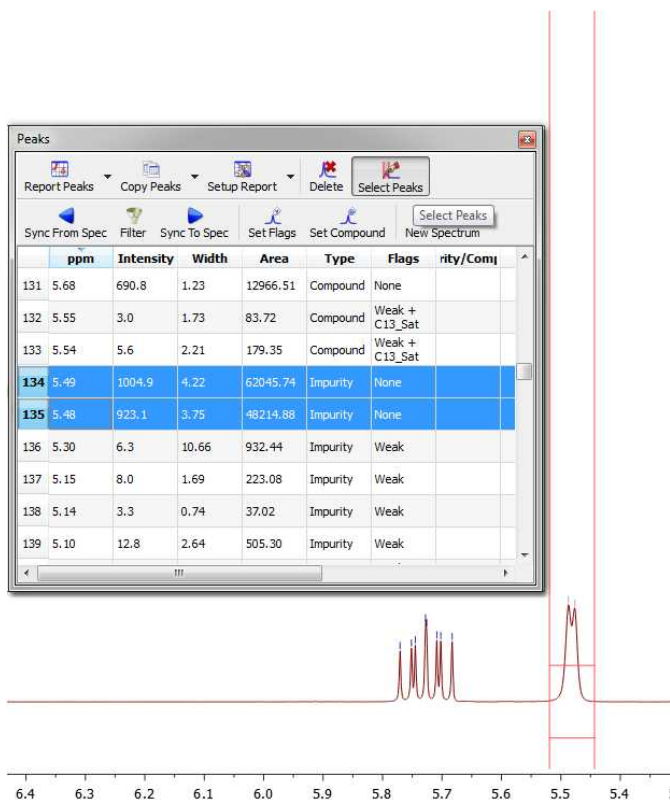 Peaks
Report Peaks Copy Peaks Setup Report Delete Select Peaks
Select Peaks
Sync From Spec Filter Sync To Spec Set Flags Set Compound New Spectrum
ppm Intensity Width Area Type Flags rity/Comp
131 5.68 690.8 1.23 12966.51 Compound None
132 5.55 3.0 1.73 83.72 Compound Weak +
C13_Sat
133 5.54 5.6 2.21 179.35 Compound Weak +
C13_Sat
134 5.49 1004.9 4.22 62045.74 Impurity None
135 5.48 923.1 3.75 48214.88 Impurity None
136 5.30 6.3 10.66 932.44 Impurity Weak
137 5.15 8.0 1.69 223.08 Impurity Weak
138 5.14 3.3 0.74 37.02 Impurity Weak
139 5.10 12.8 2.64 505.30 Impurity Weak
6.4 6.3 6.2 6.1 6.0 5.9 5.8 5.7 5.6 5.5 5.4